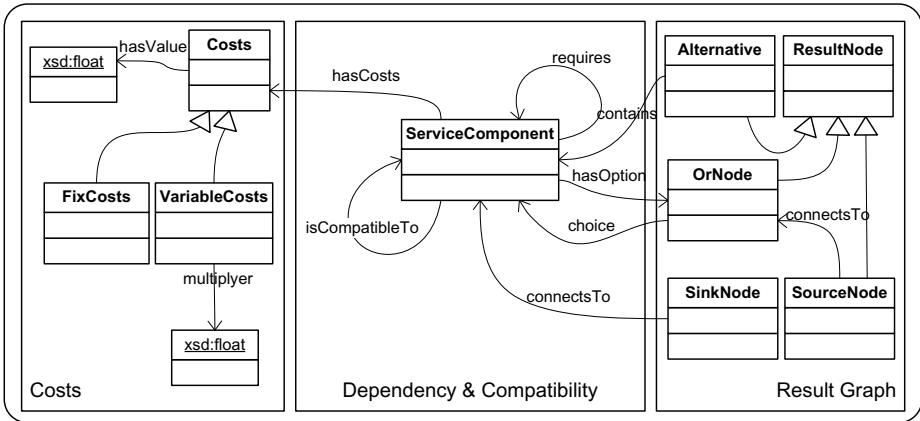 hasValue
Costs
xsd:float
FixCosts
VariableCosts
multiplyer
xsd:float
Costs
hasCosts
requires
ServiceComponent
contains
hasOption
isCompatibleTo
choice
connectsTo
Dependency & Compatibility
Alternative
ResultNode
OrNode
connectsTo
SinkNode
SourceNode
Result Graph